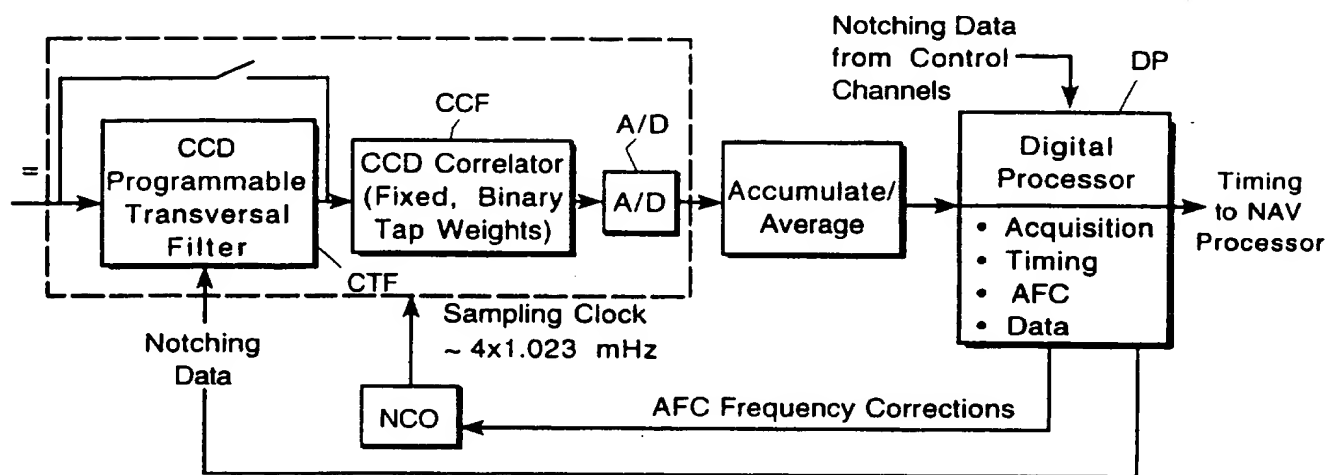 Notching Data
from Control
Channels
DP
CCF
A/D
=
CCD
Programmable
Transversal
Filter
CCD Correlator
(Fixed, Binary
Tap Weights)
A/D
Accumulate/
Average
Digital
Processor
• Acquisition
• Timing
• AFC
• Data
Timing
to NAV
Processor
CTF
Sampling Clock
~ 4x1.023 mHz
Notching
Data
NCO
AFC Frequency Corrections